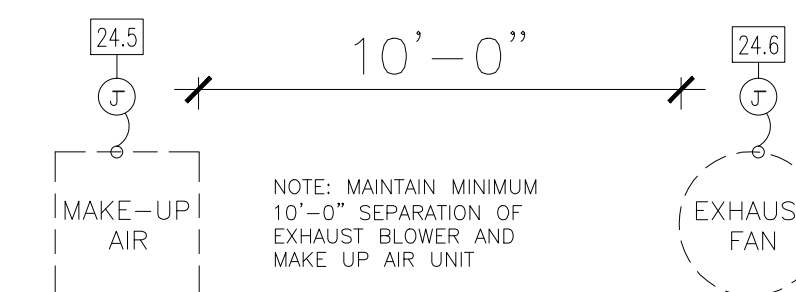 24.5
10'-0"
24.6
J
J
MAKE-UP
AIR
NOTE: MAINTAIN MINIMUM
10'-0" SEPARATION OF
EXHAUST BLOWER AND
MAKE UP AIR UNIT
EXHAUS
FAN